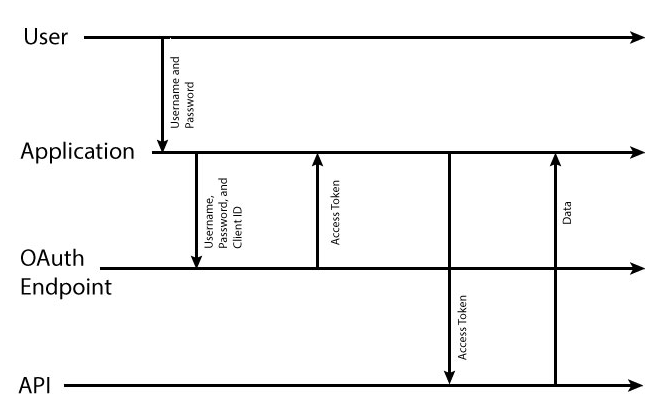 User
Username and
Password
Application
Username,
Password, and
Client ID
Access Token
Data
OAuth
Endpoint
Access Token
API